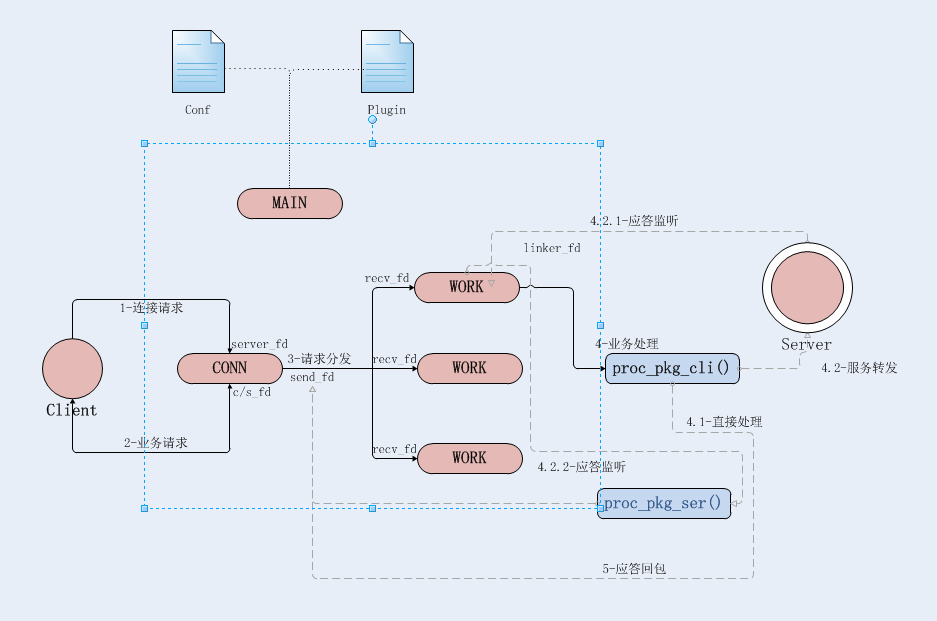 Conf
Plugin
MAIN
4.2.1-应答监听
linker_fd
recv_fd
WORK
1-连接请求
server_fd
4-业务处理
Server
3-请求分发
recv_fd
CONN
WORK
proc_pkg_cli()
4.2-服务转发
send_fd
c/s_fd
Client
4.1-直接处理
2-业务请求
recv_fd
WORK
4.2.2-应答监听
proc_pkg_ser()
5-应答回包